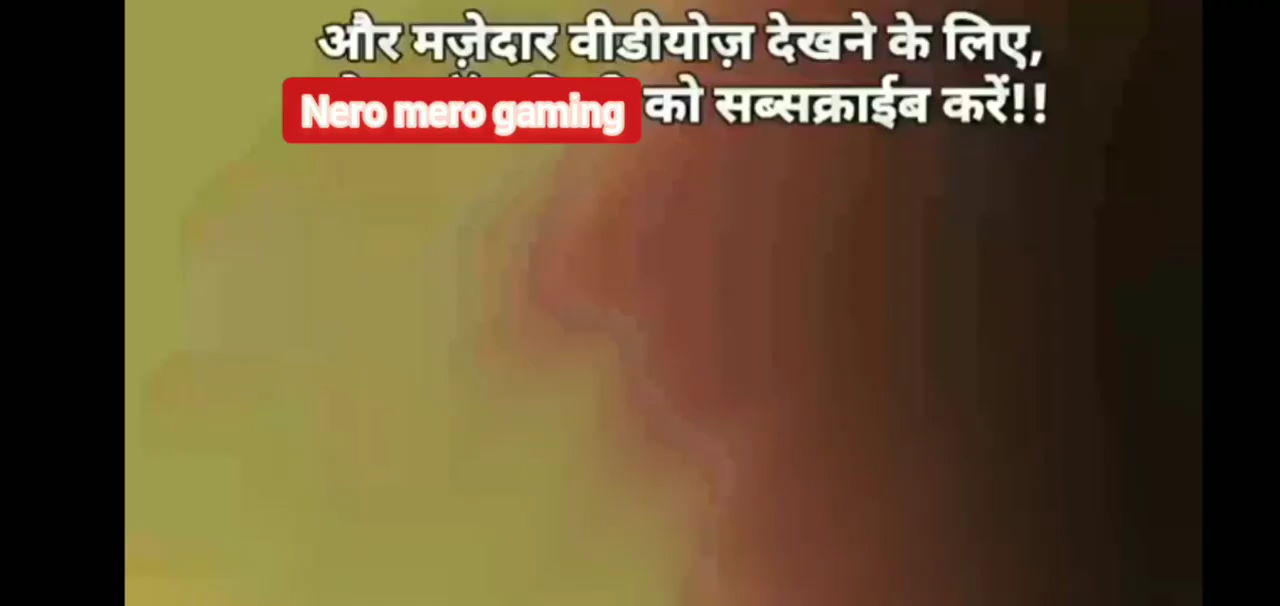 और मज़ेदार वीडीयोज़ देखने के लिए,
Nero mero gaming को सब्सक्राईब करें!!